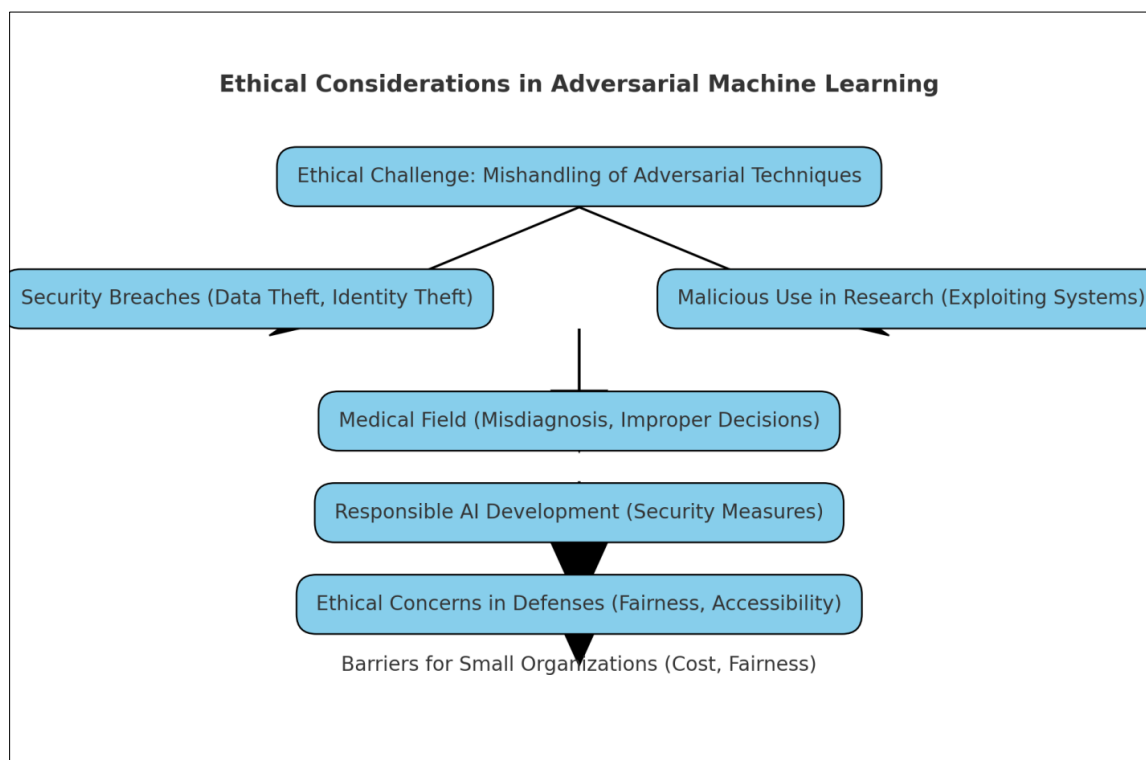 Ethical Considerations in Adversarial Machine Learning
Ethical Challenge: Mishandling of Adversarial Techniques
Security Breaches (Data Theft, Identity Theft)
Malicious Use in Research (Exploiting Systems)
Medical Field (Misdiagnosis, Improper Decisions)
Responsible AI Development (Security Measures)
Ethical Concerns in Defenses (Fairness, Accessibility)
Barriers for Small Organizations (Cost, Fairness)